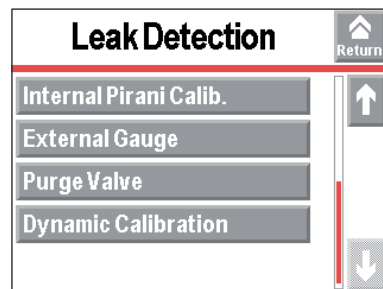 Leak Detection
Return
Internal Pirani Calib.
External Gauge
Purge Valve
Dynamic Calibration